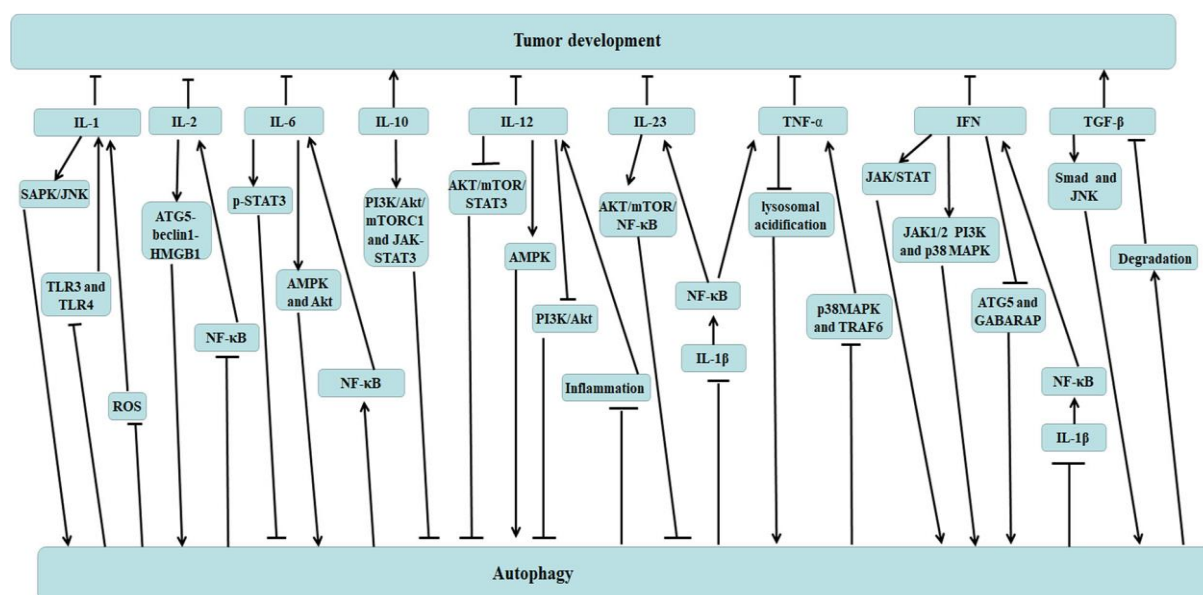 Tumor development
IL-1
IL-2
IL-6
IL-10
IL-12
IL-23
TNF-α
IFN
TGF-β
SAPK/JNK
ATG5-
beclin1-
HMGB1
p-STAT3
PI3K/Akt/
mTORC1
and JAK-
STAT3
AKT/mTOR/
STAT3
AKT/mTOR/
NF-κB
lysosomal
acidification
JAK/STAT
JAK1/2 PI3K
and p38 MAPK
Smad and
JNK
Degradation
TLR3 and
TLR4
AMPK
and Akt
AMPK
PI3K/Akt
NF-κB
IL-1β
p38MAPK
and TRAF6
ATG5 and
GABARAP
NF-κB
NF-κB
Inflammation
NF-κB
IL-1β
ROS
Autophagy